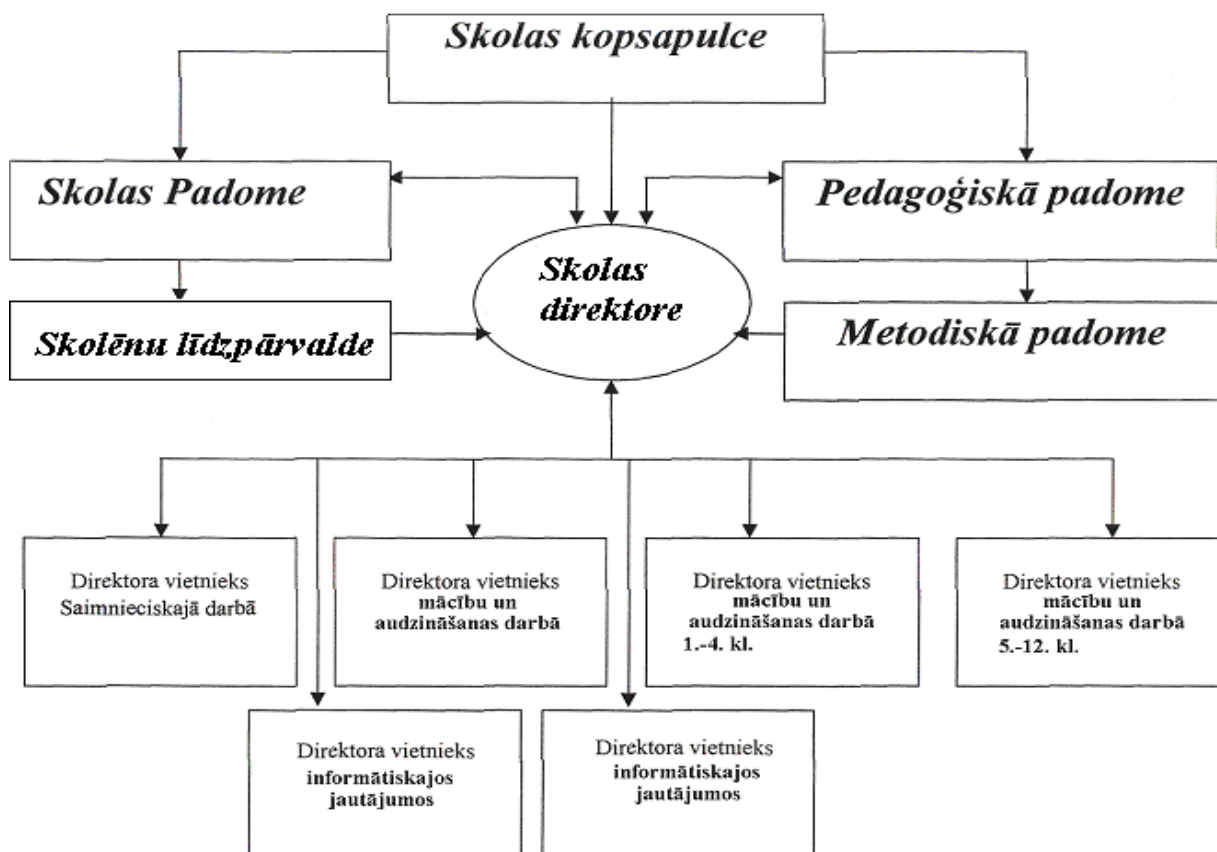 Skolas kopsapulce
Skolas Padome
Pedagoģiskā padome
Skolas
direktore
Skolēnu līdzpārvalde
Metodiskā padome
Direktora vietnieks
Saimnieciskajā darbā
Direktora vietnieks
mācību un
audzināšanas darbā
Direktora vietnieks
mācību un
audzināšanas darbā
1.-4. kl.
Direktora vietnieks
mācību un
audzināšanas darbā
5.-12. kl.
Direktora vietnieks
informātiskajos
jautājumos
Direktora vietnieks
informātiskajos
jautājumos